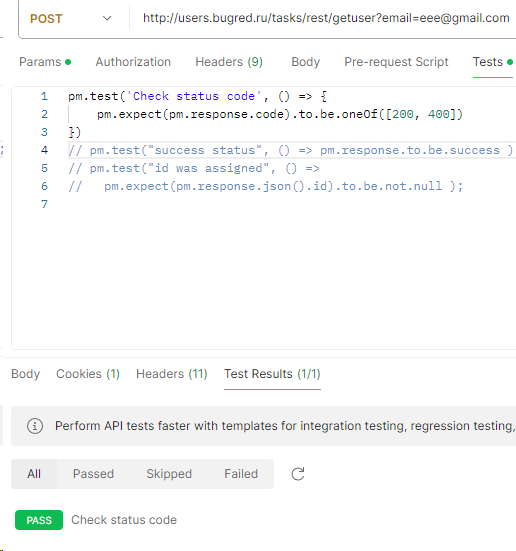 POST http://users.bugred.ru/tasks/rest/getuser?email=eee@gmail.com
Params Authorization Headers (9) Body Pre-request Script Tests
1 pm.test('Check status code', () => {
2 pm.expect(pm.response.code).to.be.oneOf([200, 400])
3 })
4 // pm.test("success status", () => pm.response.to.be.success )
5 // pm.test("id was assigned", () =>
6 // pm.expect(pm.response.json().id).to.be.not.null );
7
Body Cookies (1) Headers (11) Test Results (1/1)
Perform API tests faster with templates for integration testing, regression testing,
All Passed Skipped Failed
PASS Check status code